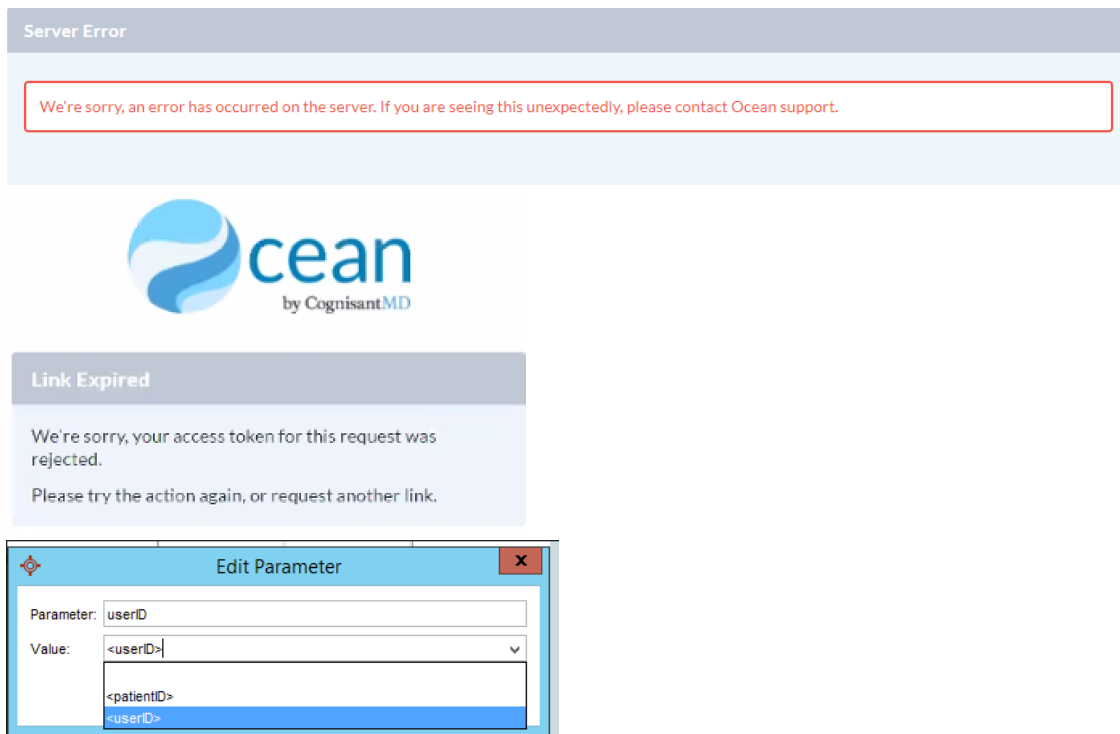 Server Error
We're sorry, an error has occurred on the server. If you are seeing this unexpectedly, please contact Ocean support.
Ocean
by CognisantMD
Link Expired
We're sorry, your access token for this request was
rejected.
Please try the action again, or request another link.
Edit Parameter
x
Parameter: userID
Value: <userID>
<patientID>
<userID>